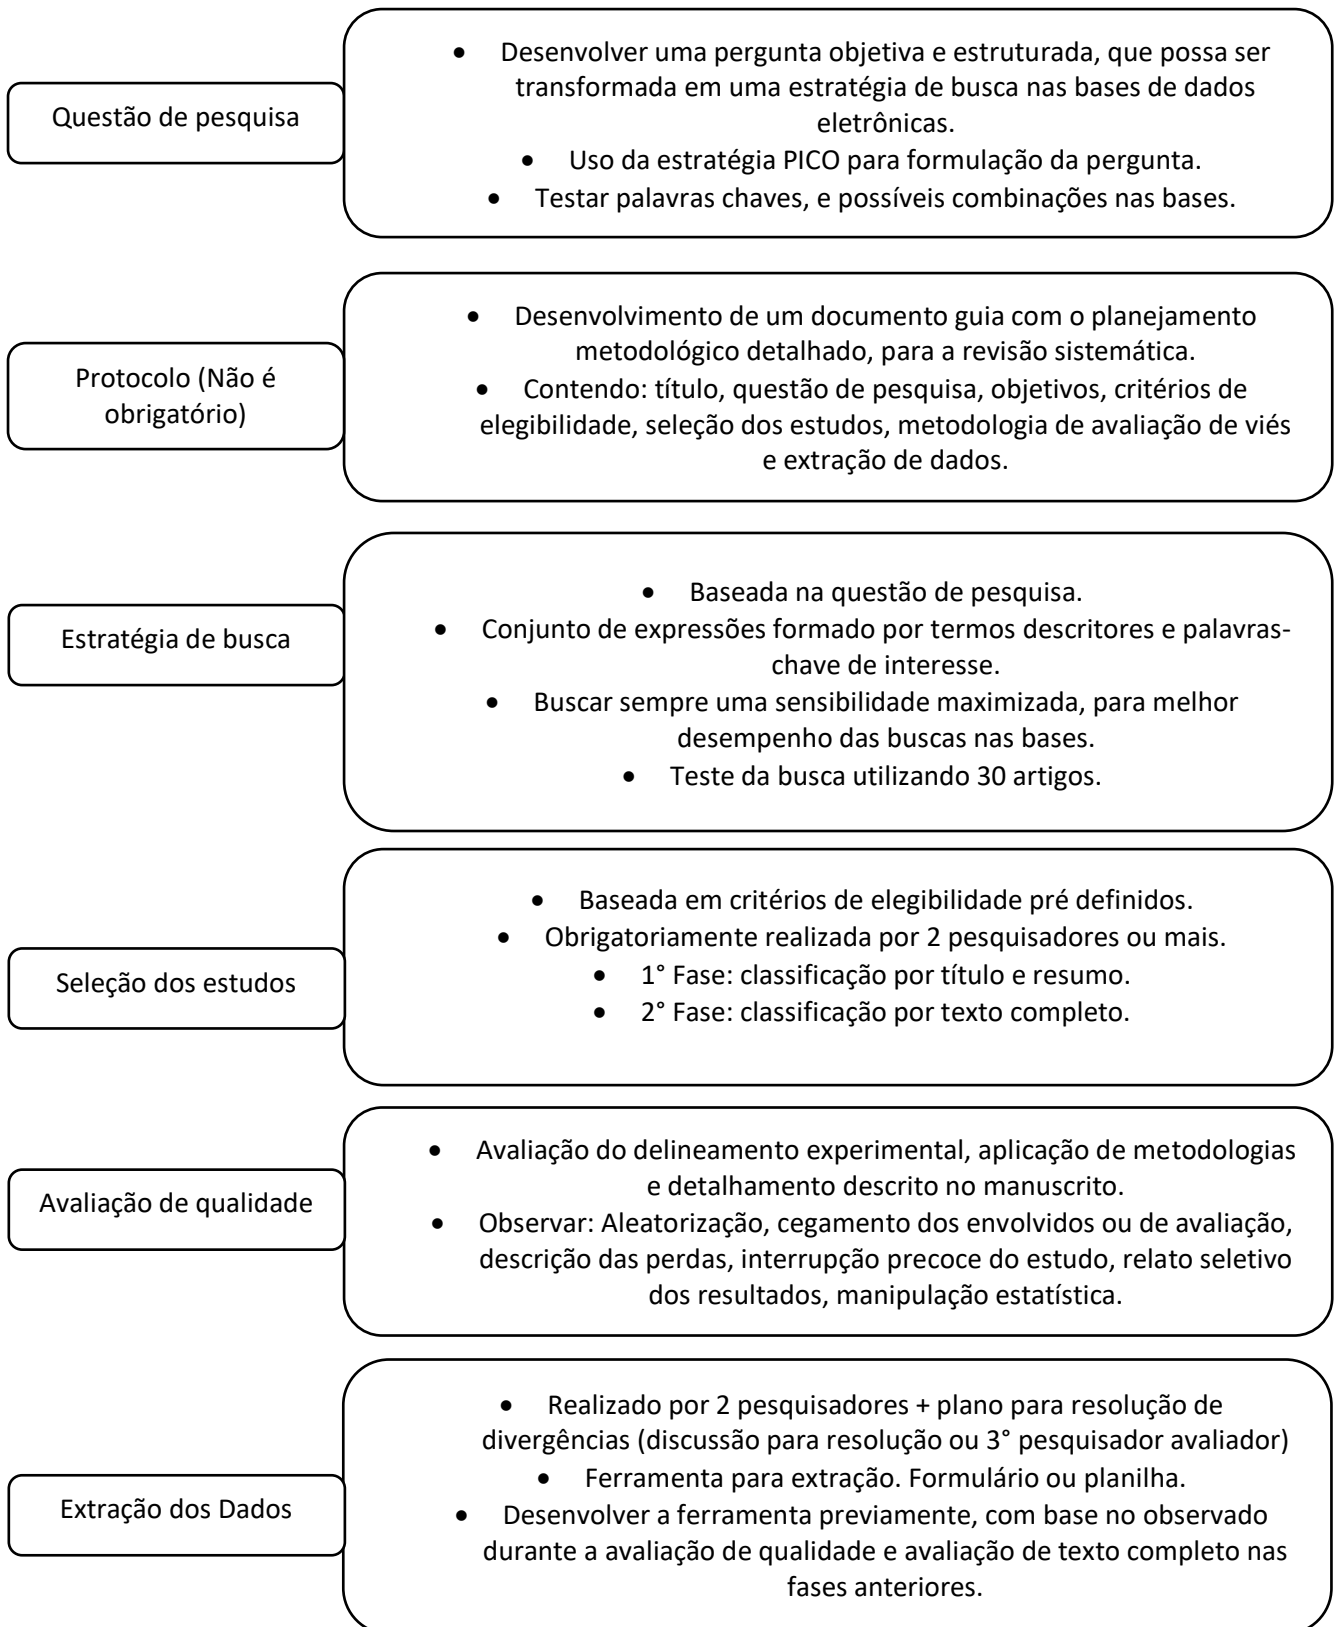 Questão de pesquisa
• Desenvolver uma pergunta objetiva e estruturada, que possa ser
transformada em uma estratégia de busca nas bases de dados
eletrônicas.
• Uso da estratégia PICO para formulação da pergunta.
• Testar palavras chaves, e possíveis combinações nas bases.
Protocolo (Não é
obrigatório)
• Desenvolvimento de um documento guia com o planejamento
metodológico detalhado, para a revisão sistemática.
• Contendo: título, questão de pesquisa, objetivos, critérios de
elegibilidade, seleção dos estudos, metodologia de avaliação de viés
e extração de dados.
Estratégia de busca
• Baseada na questão de pesquisa.
• Conjunto de expressões formado por termos descritores e palavras-
chave de interesse.
• Buscar sempre uma sensibilidade maximizada, para melhor
desempenho das buscas nas bases.
• Teste da busca utilizando 30 artigos.
Seleção dos estudos
• Baseada em critérios de elegibilidade pré definidos.
• Obrigatoriamente realizada por 2 pesquisadores ou mais.
• 1° Fase: classificação por título e resumo.
• 2° Fase: classificação por texto completo.
Avaliação de qualidade
• Avaliação do delineamento experimental, aplicação de metodologias
e detalhamento descrito no manuscrito.
• Observar: Aleatorização, cegamento dos envolvidos ou de avaliação,
descrição das perdas, interrupção precoce do estudo, relato seletivo
dos resultados, manipulação estatística.
Extração dos Dados
• Realizado por 2 pesquisadores + plano para resolução de
divergências (discussão para resolução ou 3° pesquisador avaliador)
• Ferramenta para extração. Formulário ou planilha.
• Desenvolver a ferramenta previamente, com base no observado
durante a avaliação de qualidade e avaliação de texto completo nas
fases anteriores.